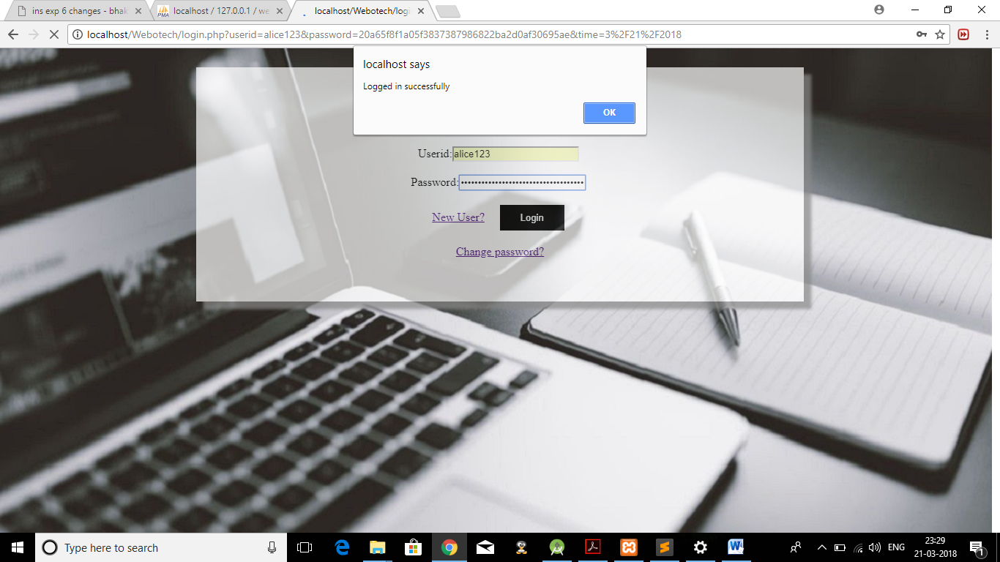 ins exp 6 changes - bhak
localhost / 127.0.0.1 / we
localhost/Webotech/logi
localhost/Webotech/login.php?userid=alice123&password=20a65f8f1a05f3837387986822ba2d0af30695ae&time=3%2F21%2F2018
localhost says
Logged in successfully
OK
Userid:alice123
Password:••••••••••••••••••••••••••••••••••••
New User? Login
Change password?
Type here to search
ENG
23:29
21-03-2018
1